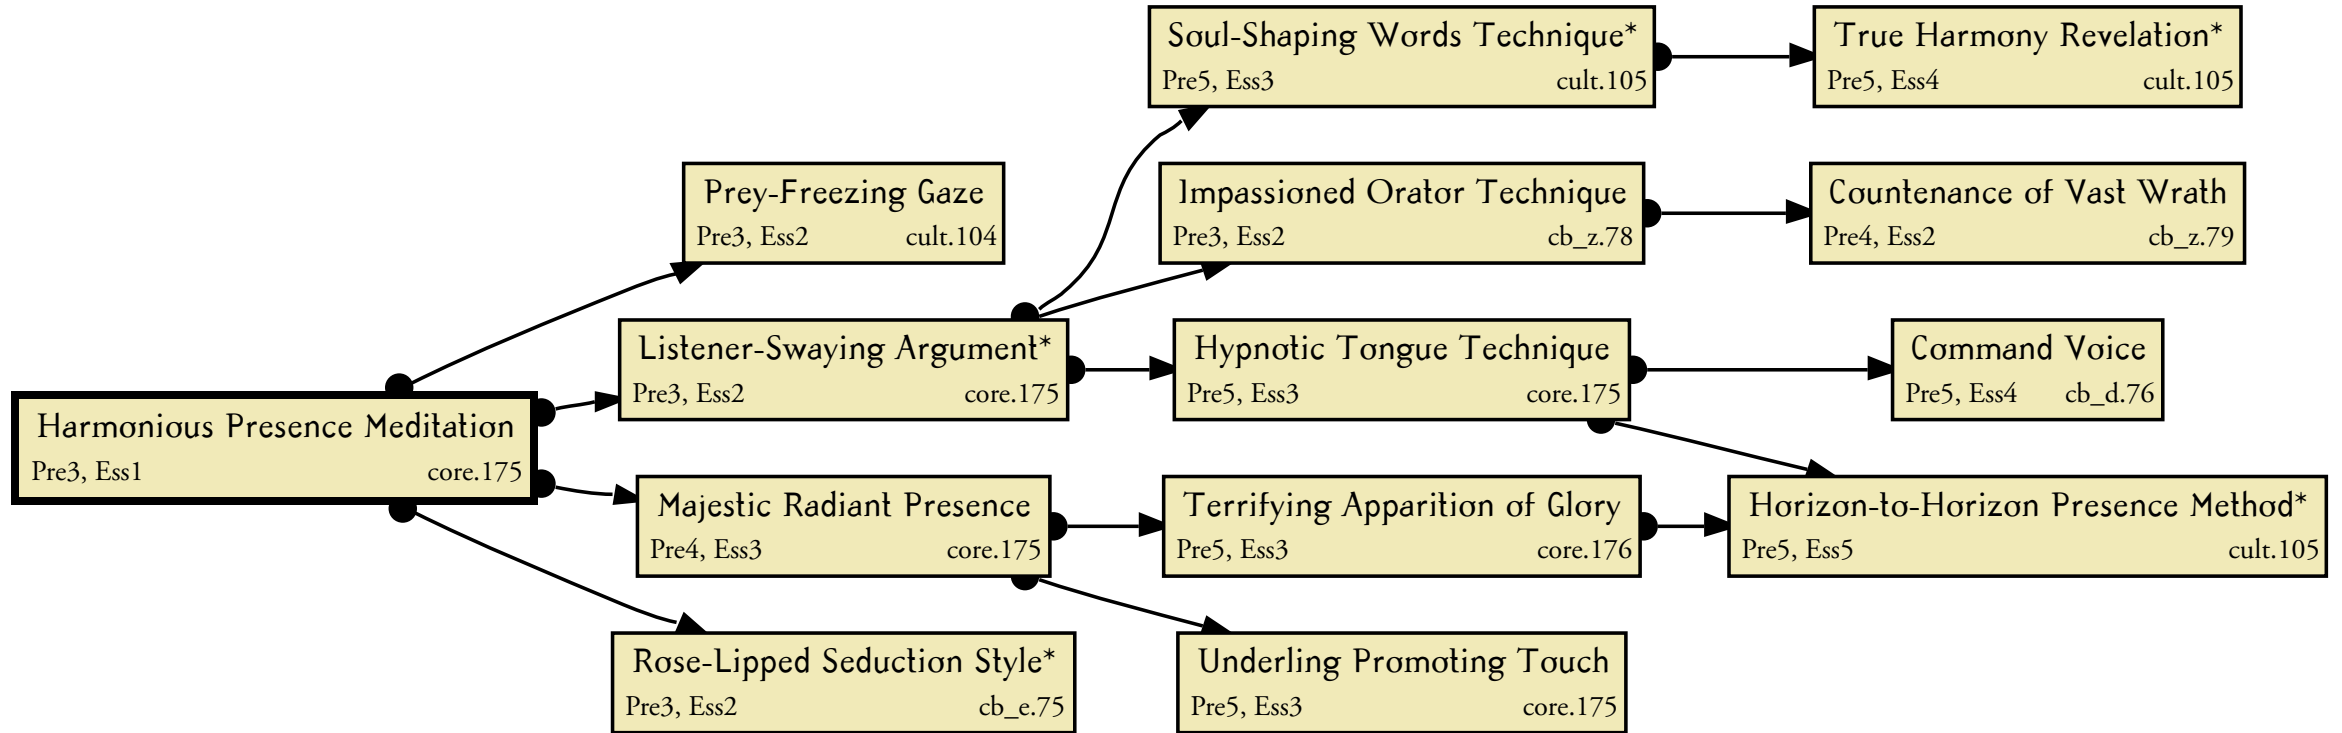 Soul-Shaping Words Technique*
Pre5, Ess3 cult.105
True Harmony Revelation*
Pre5, Ess4 cult.105
Prey-Freezing Gaze
Pre3, Ess2 cult.104
Impassioned Orator Technique
Pre3, Ess2 cb_z.78
Countenance of Vast Wrath
Pre4, Ess2 cb_z.79
Listener-Swaying Argument*
Pre3, Ess2 core.175
Hypnotic Tongue Technique
Pre5, Ess3 core.175
Command Voice
Pre5, Ess4 cb_d.76
Harmonious Presence Meditation
Pre3, Ess1 core.175
Majestic Radiant Presence
Pre4, Ess3 core.175
Terrifying Apparition of Glory
Pre5, Ess3 core.176
Horizon-to-Horizon Presence Method*
Pre5, Ess5 cult.105
Rose-Lipped Seduction Style*
Pre3, Ess2 cb_e.75
Underling Promoting Touch
Pre5, Ess3 core.175